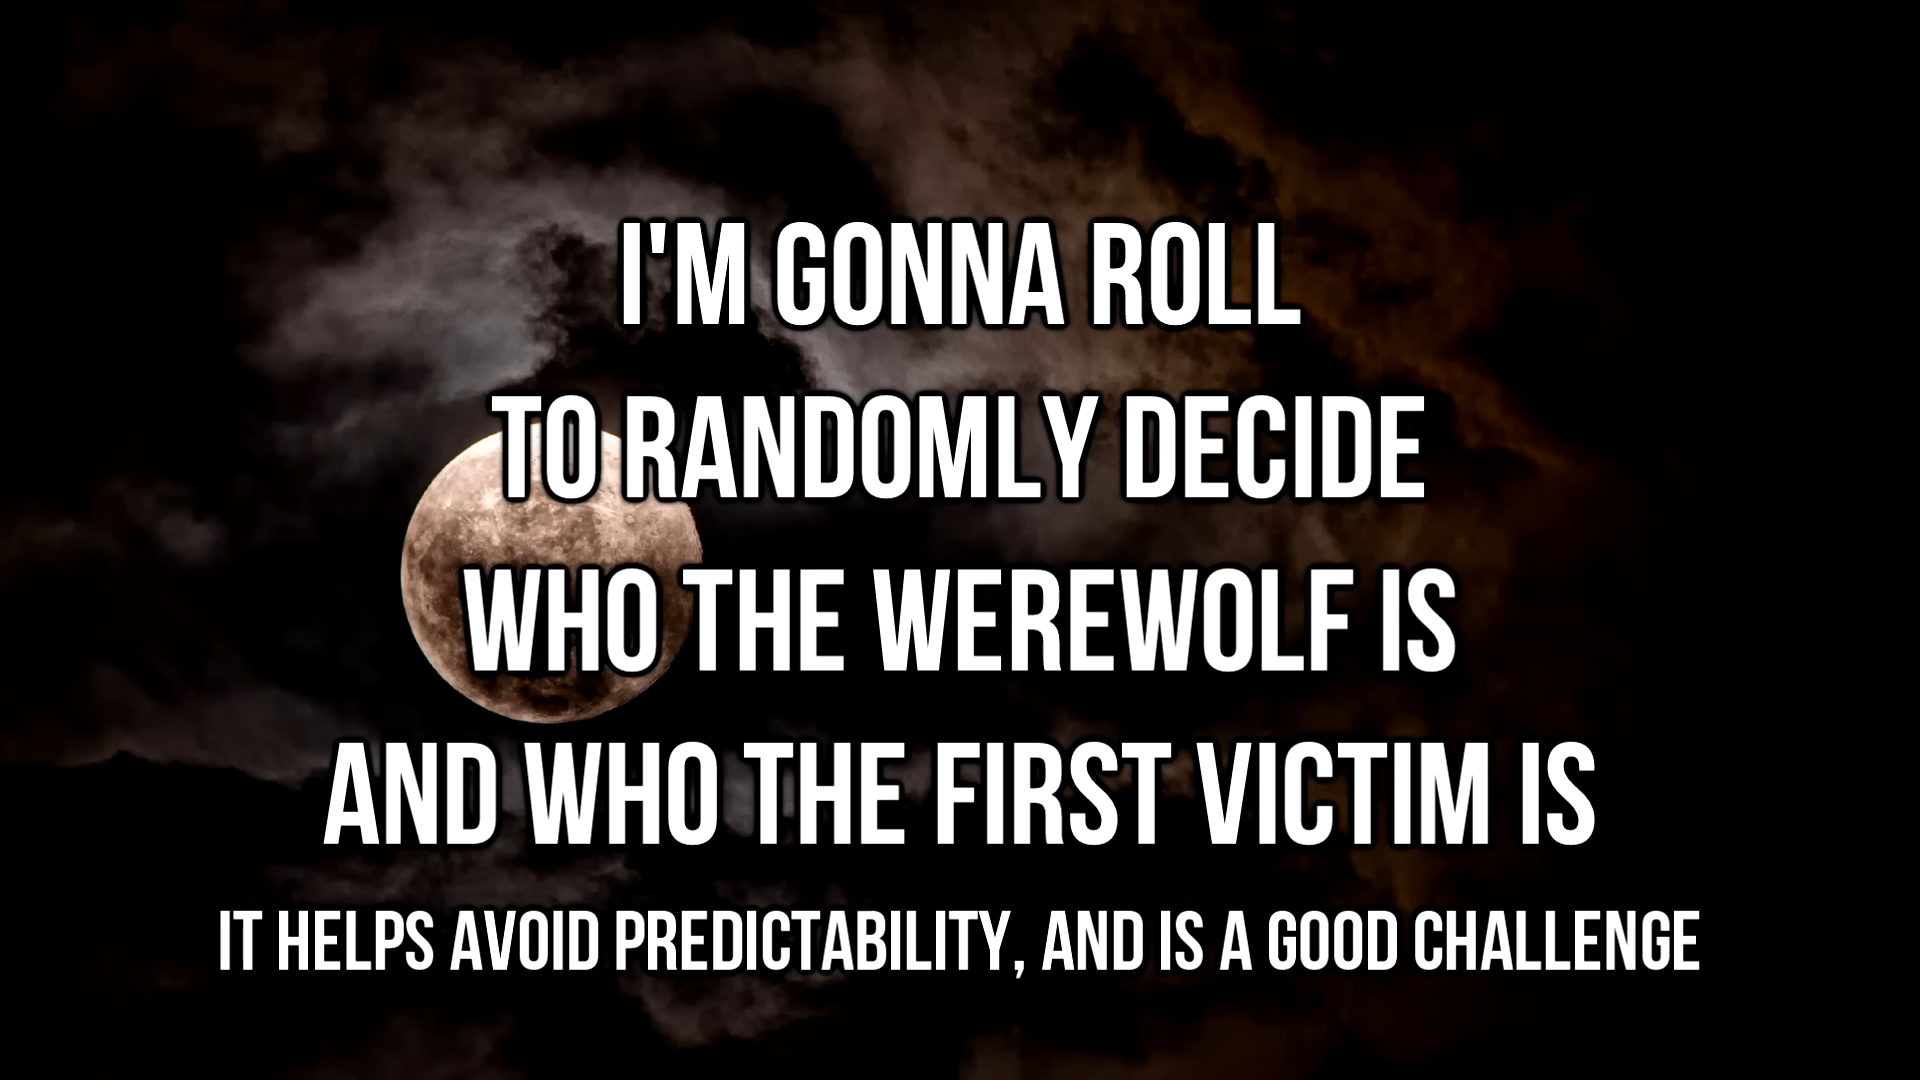 I'M GONNA ROLL
TO RANDOMLY DECIDE
WHO THE WEREWOLF IS
AND WHO THE FIRST VICTIM IS
IT HELPS AVOID PREDICTABILITY, AND IS A GOOD CHALLENGE